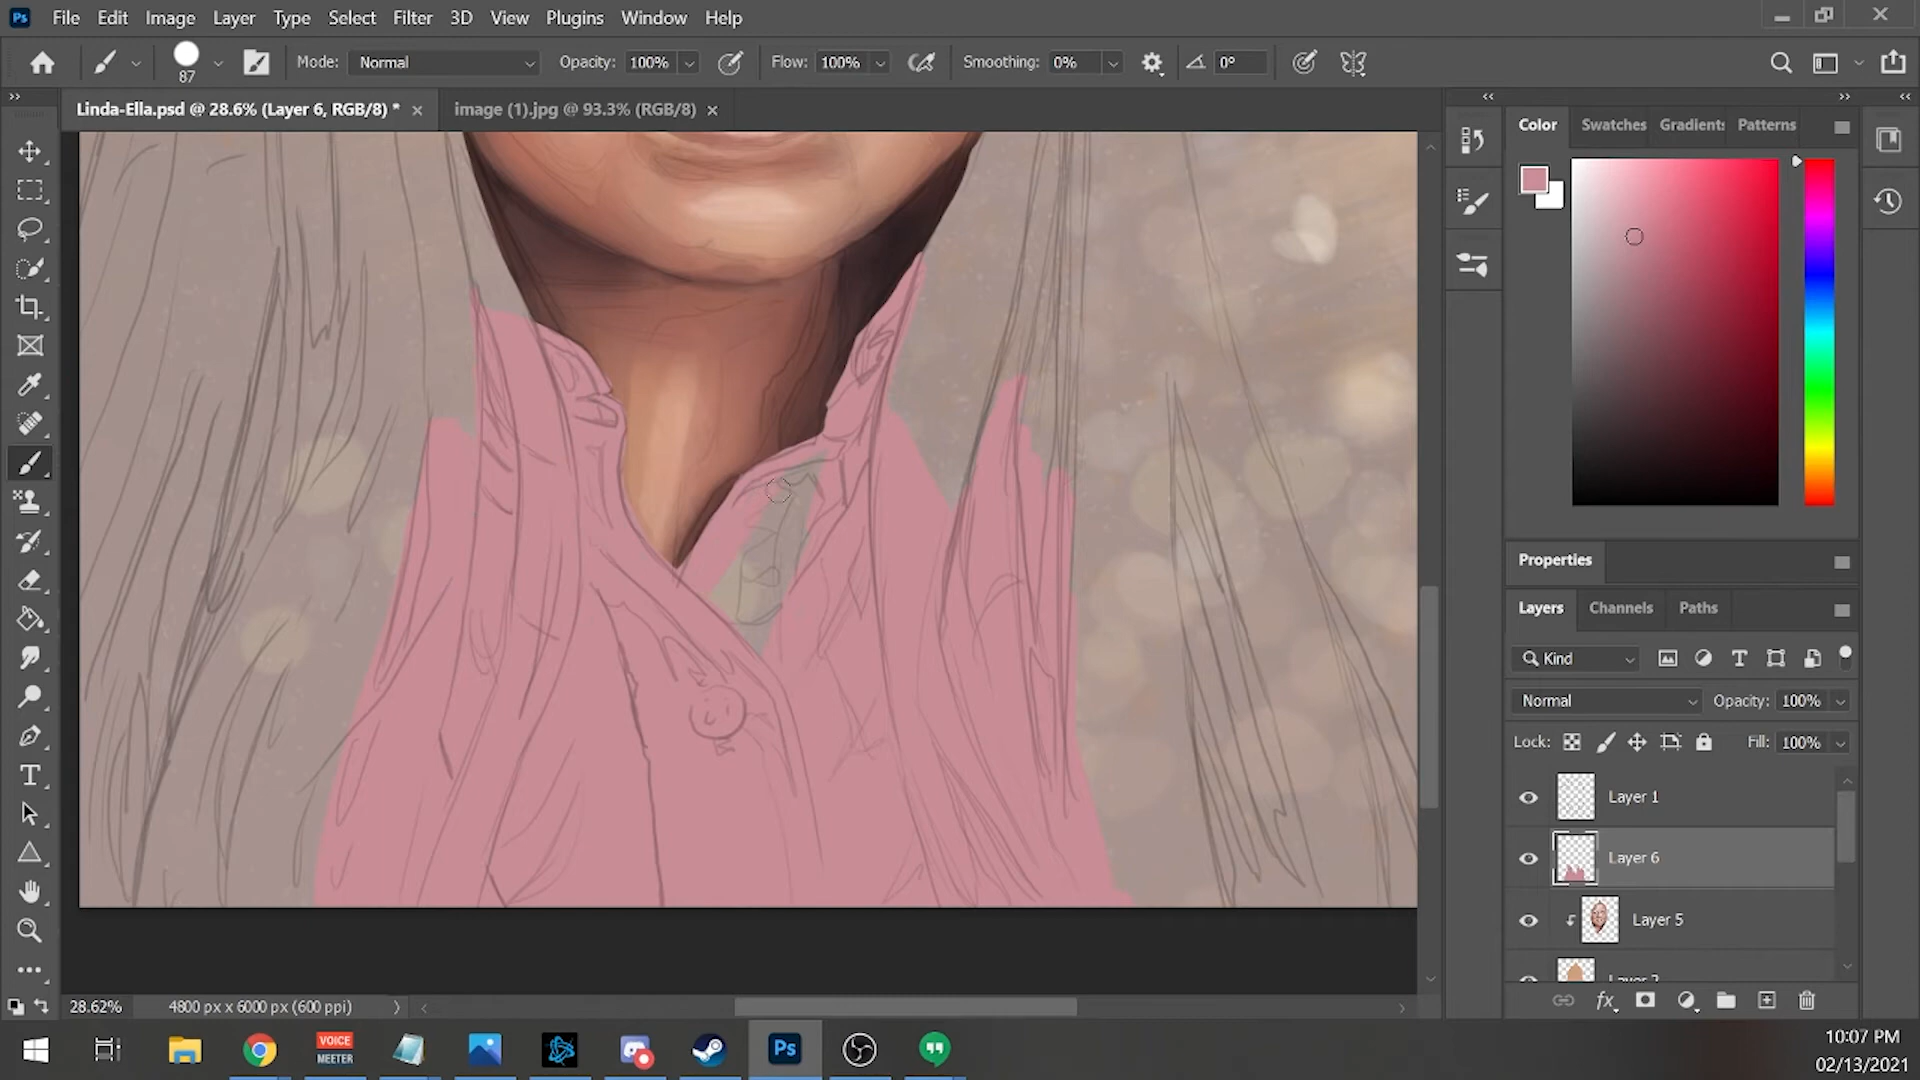 Ps File Edit Image Layer Type Select Filter 3D View Plugins Window Help
87 Mode: Normal Opacity: 100% Flow: 100% Smoothing: 0% 0°
Linda-Ella.psd @ 28.6% (Layer 6, RGB/8) * image (1).jpg @ 93.3% (RGB/8)
Color Swatches Gradients Patterns
Properties
Layers Channels Paths
Kind
Normal Opacity: 100%
Lock: Fill: 100%
Layer 1
Layer 6
Layer 5
Layer 2
fx
28.62% 4800 px x 6000 px (600 ppi)
VOICE
MEETER
Ps
10:07 PM
02/13/2021